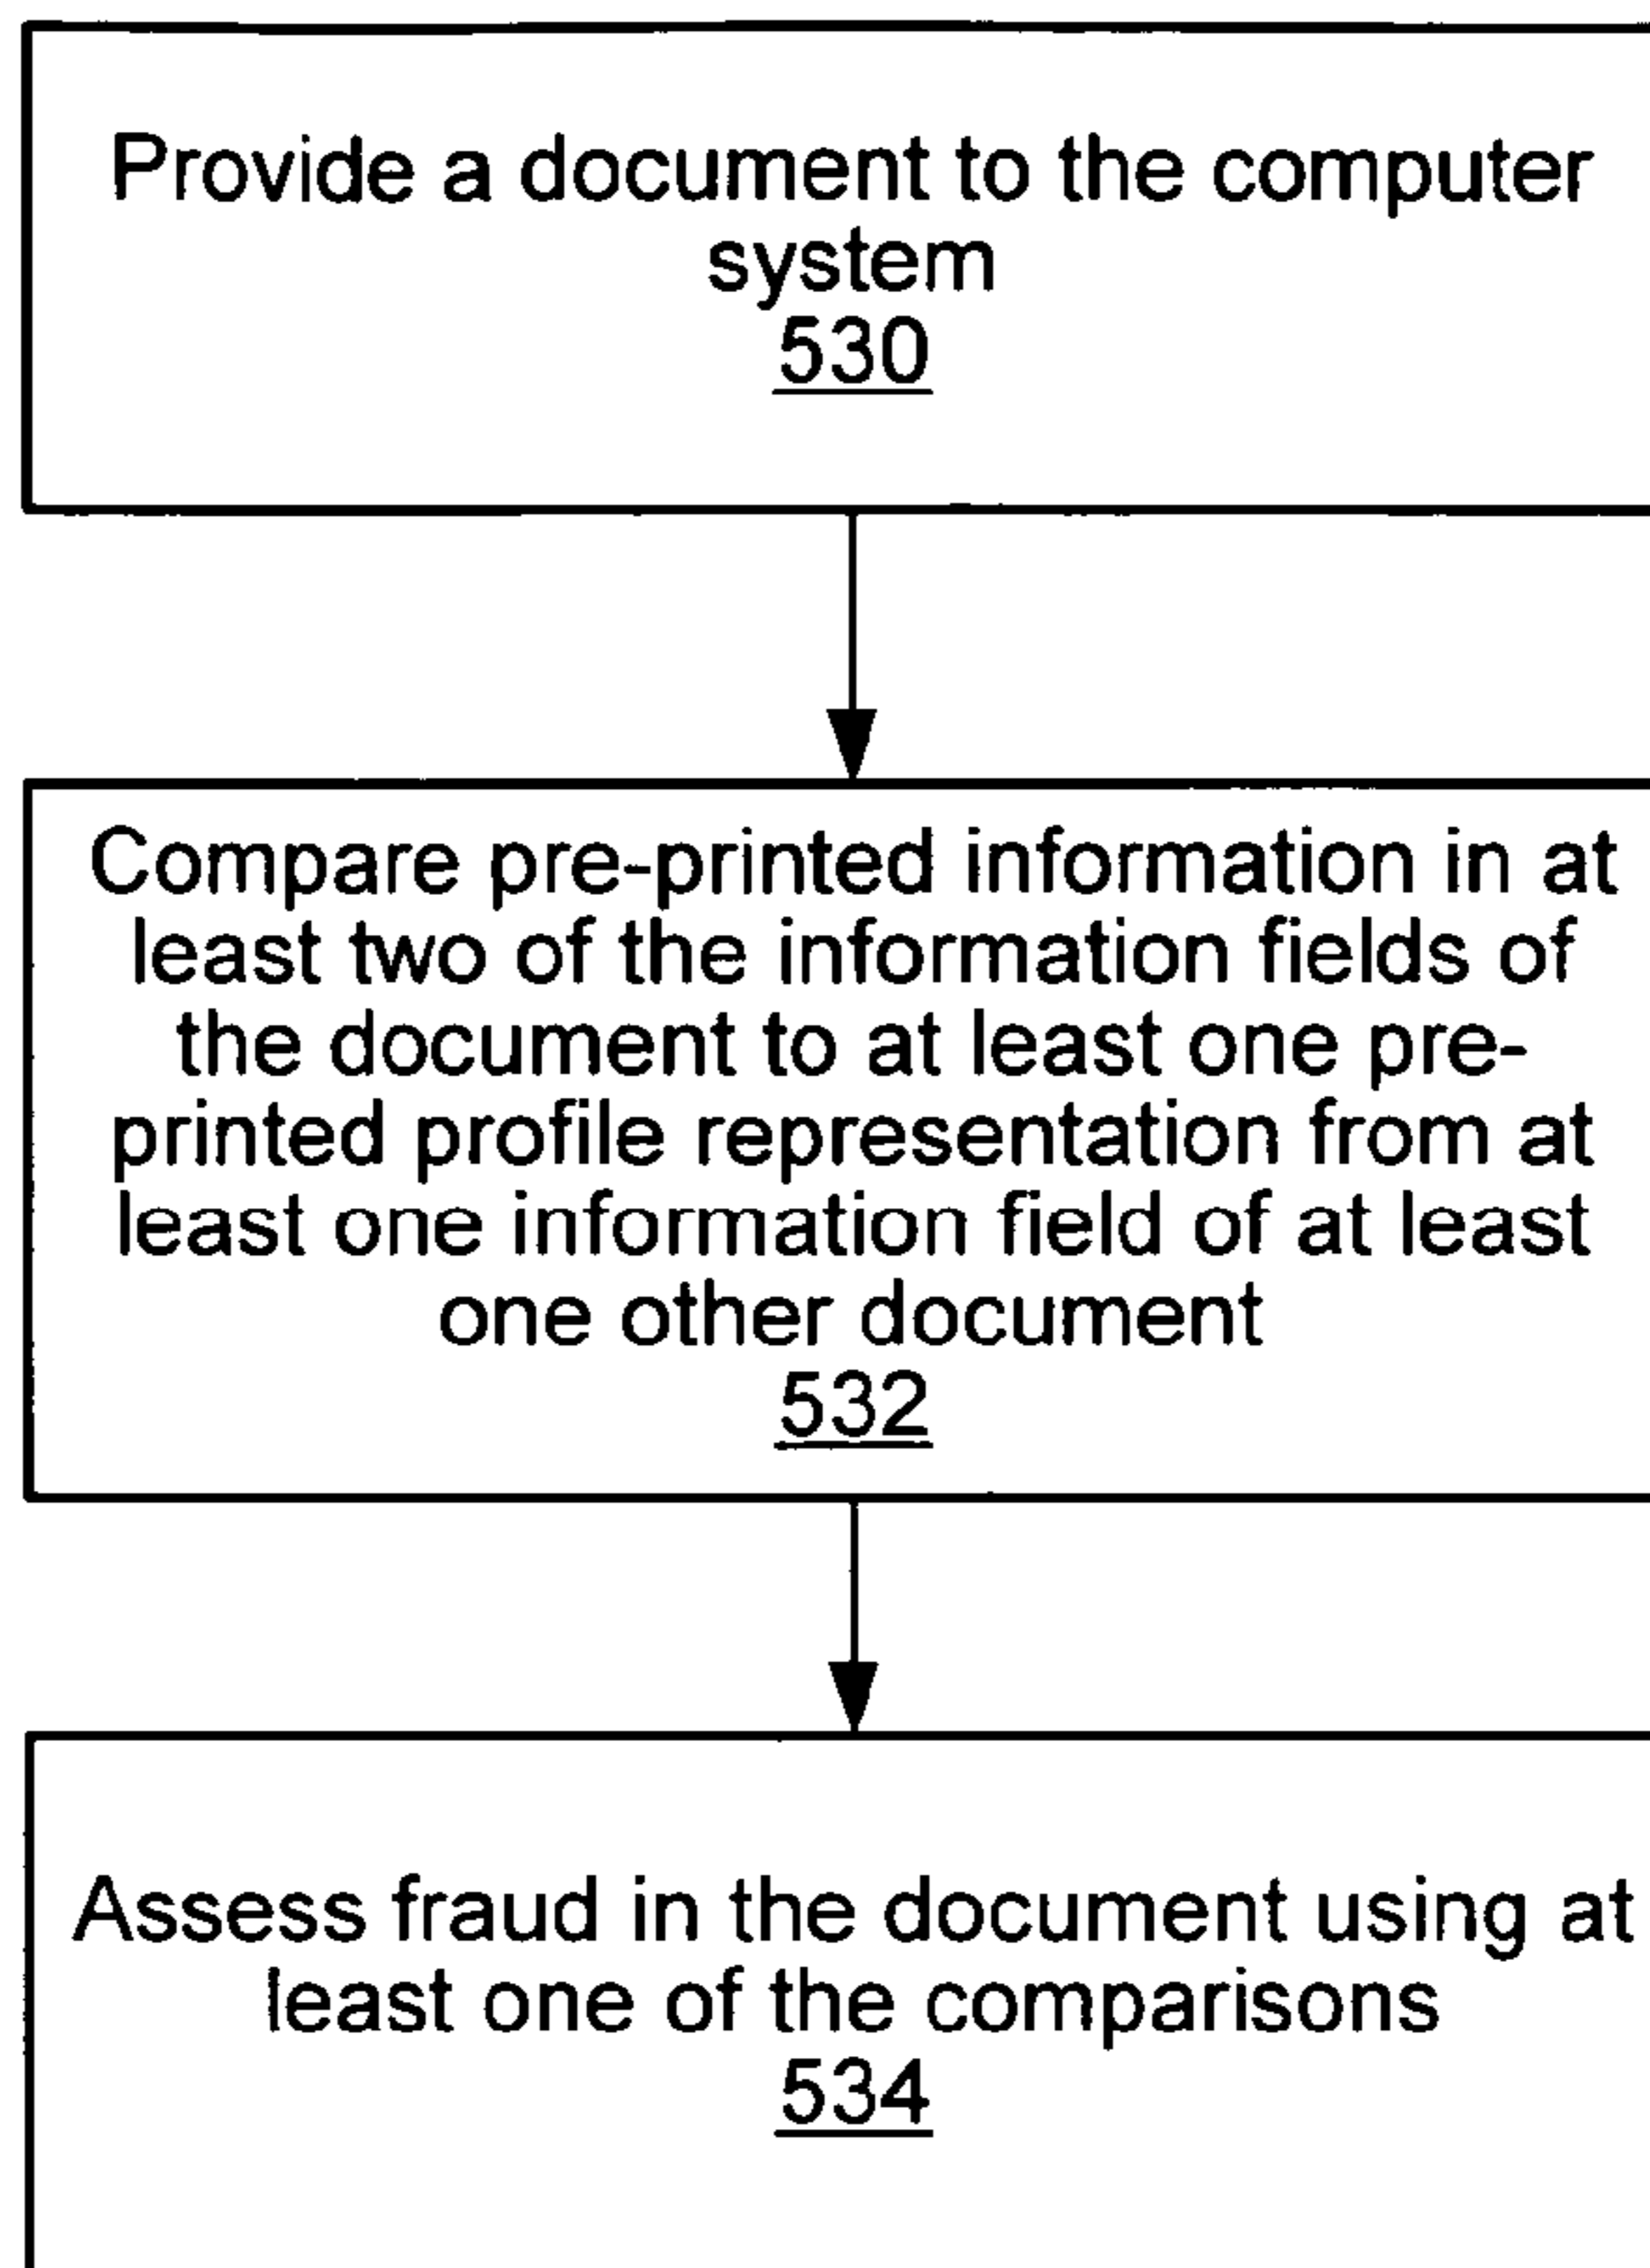 Provide a document to the computer
system
530
Compare pre-printed information in at
least two of the information fields of
the document to at least one pre-
printed profile representation from at
least one information field of at least
one other document
532
Assess fraud in the document using at
least one of the comparisons
534